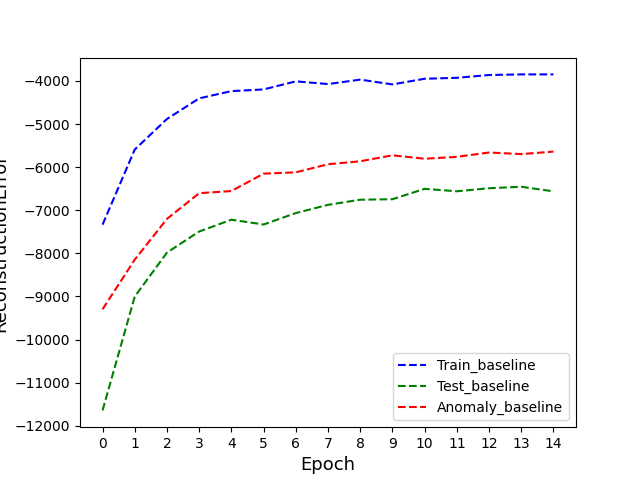 ReconstructionError
−4000
−5000
−6000
−7000
−8000
−9000
−10000
−11000
−12000
0 1 2 3 4 5 6 7 8 9 10 11 12 13 14
Epoch
Train_baseline
Test_baseline
Anomaly_baseline